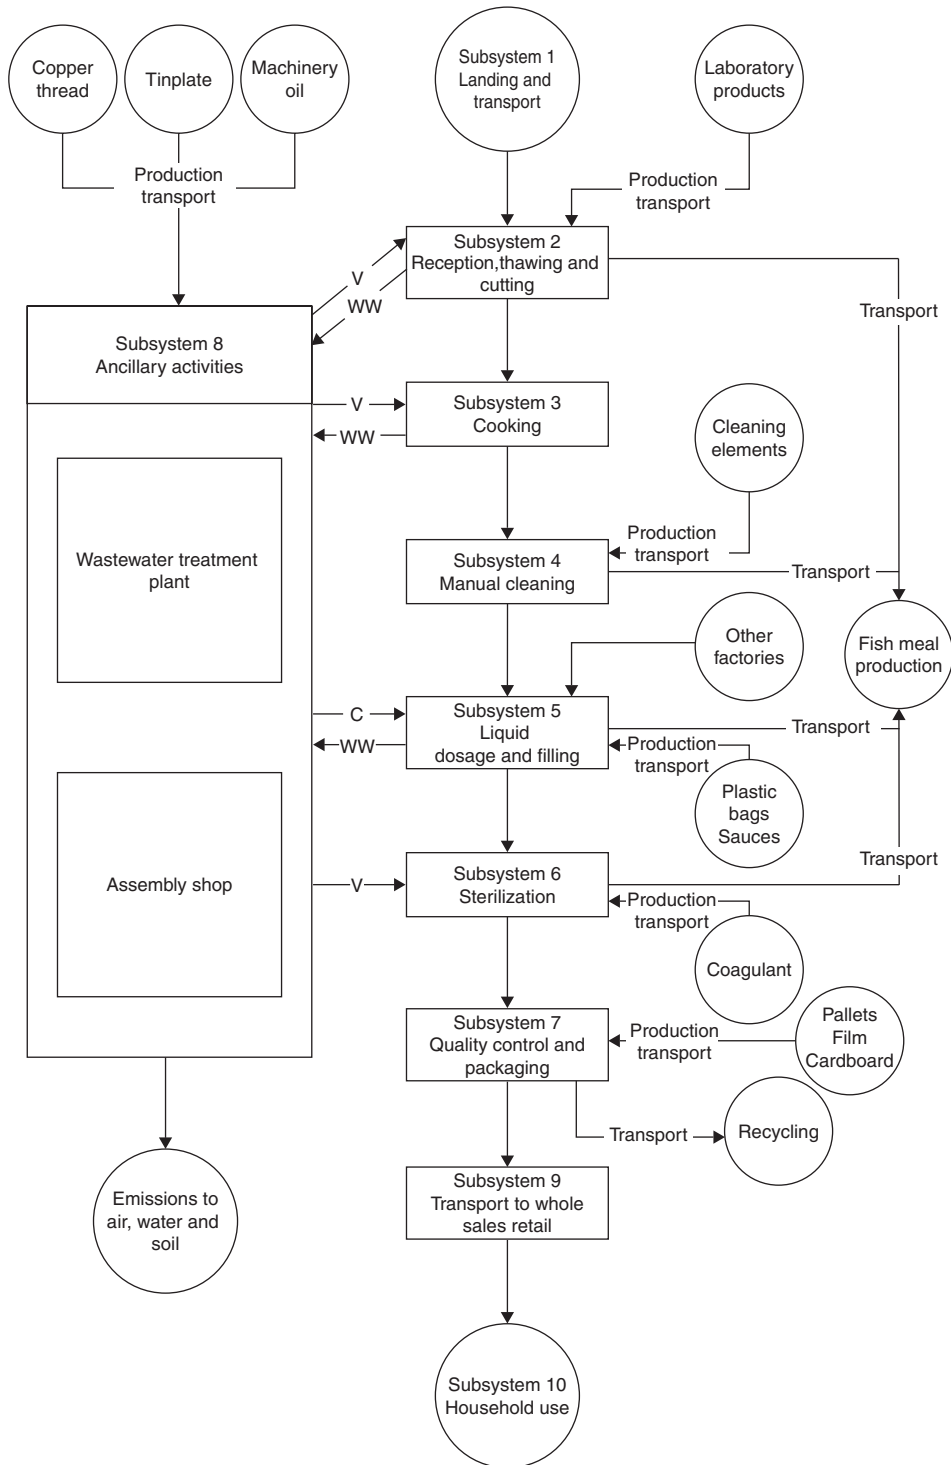 Copper
thread
Tinplate
Machinery
oil
Subsystem 1
Landing and
transport
Laboratory
products
Production
transport
Production
transport
Subsystem 2
Reception,thawing and
cutting
V
WW
Transport
Subsystem 8
Ancillary activities
V
WW
Subsystem 3
Cooking
Cleaning
elements
Wastewater treatment
plant
Production
transport
Subsystem 4
Manual cleaning
Transport
Other
factories
Fish meal
production
C
WW
Subsystem 5
Liquid
dosage and filling
Transport
Production
transport
Plastic
bags
Sauces
Assembly shop
V
Subsystem 6
Sterilization
Transport
Production
transport
Coagulant
Subsystem 7
Quality control and
packaging
Production
transport
Pallets
Film
Cardboard
Transport
Recycling
Subsystem 9
Transport to whole
sales retail
Emissions to
air, water and
soil
Subsystem 10
Household use